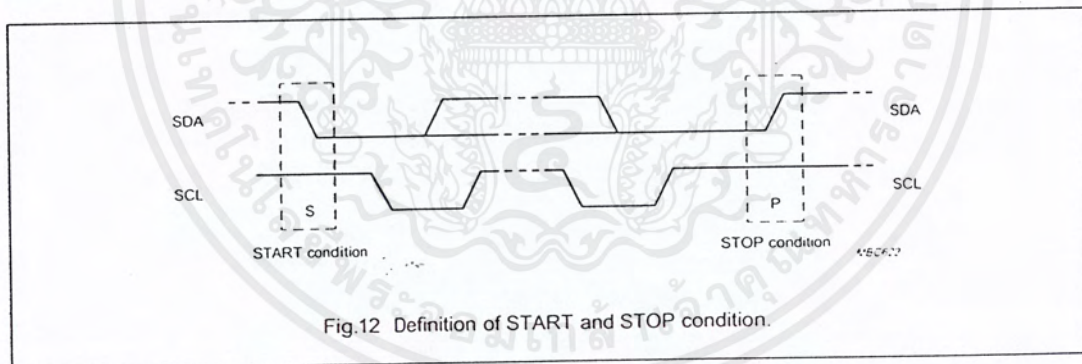 SDA
SDA
SCL
SCL
S
P
START condition
STOP condition
Fig.12 Definition of START and STOP condition.